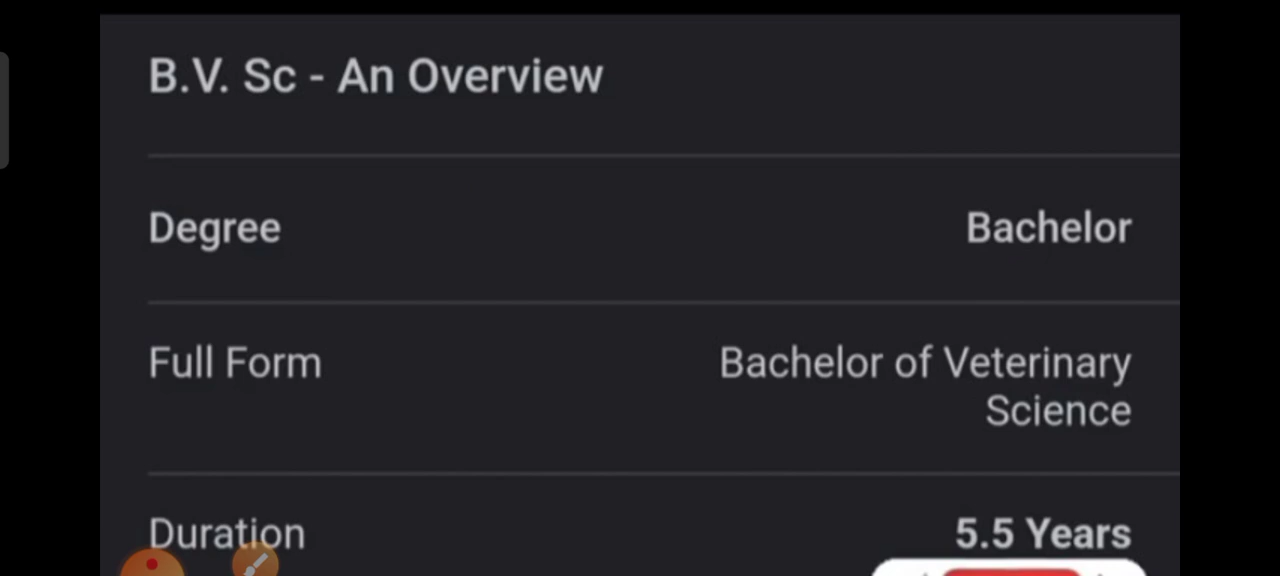 B.V. Sc - An Overview
Degree Bachelor
Full Form Bachelor of Veterinary
Science
Duration 5.5 Years